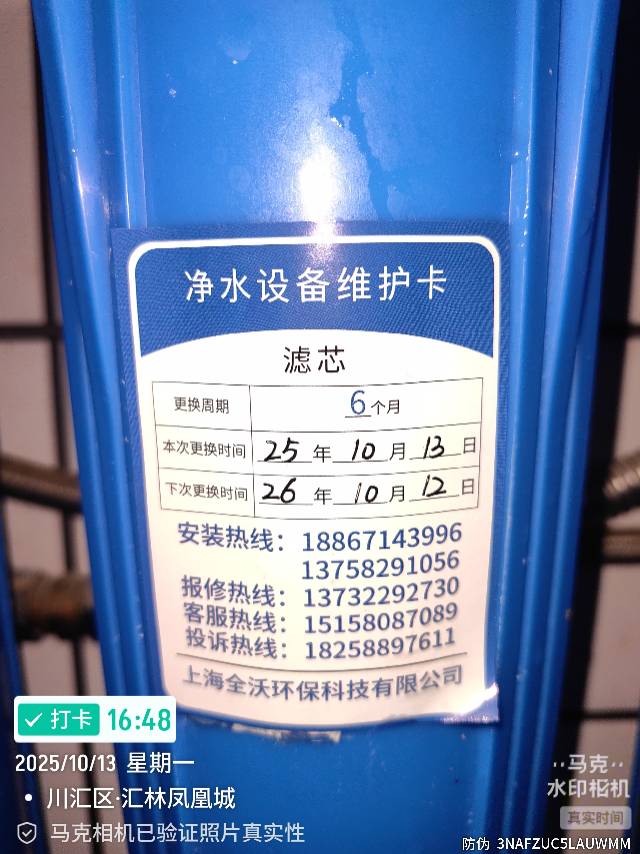 净水设备维护卡
滤芯
更换周期 6个月
本次更换时间 25年10月13日
下次更换时间 26年10月12日
安装热线：18867143996
13758291056
报修热线：13732292730
客服热线：15158087089
投诉热线：18258897611
上海全沃环保科技有限公司
打卡 16:48
2025/10/13 星期一
川汇区·汇林凤凰城
马克相机已验证照片真实性
马克
水印相机
真实时间
防伪 3NAFZUC5LAUWMM